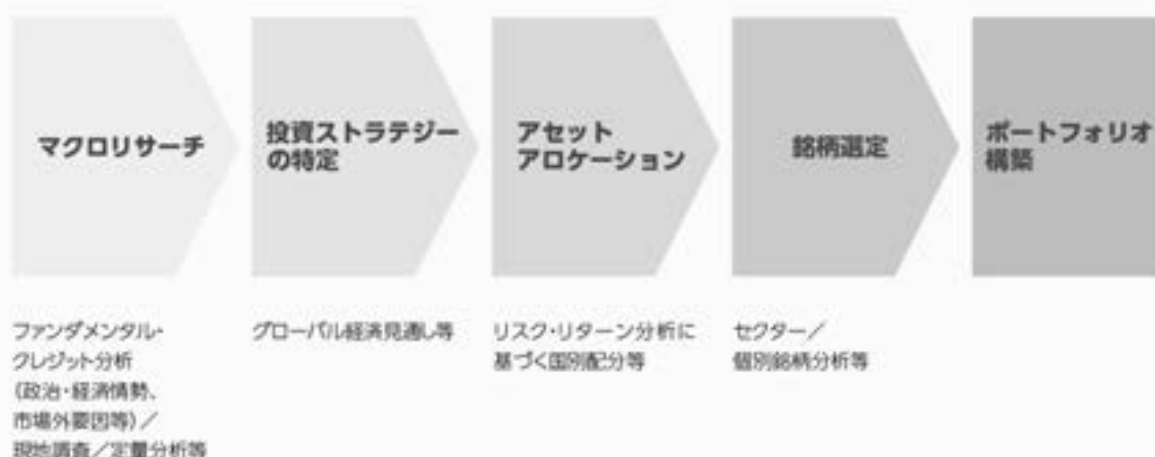 マクロリサーチ
投資ストラテジー
の特定
アセット
アロケーション
銘柄選定
ポートフォリオ
構築
ファンダメンタル・
クレジット分析
(政治・経済情勢、
市場外要因等)/
現地調査/定量分析等
グローバル経済見通し等
リスク・リターン分析に
基づく国別配分等
セクター/
個別銘柄分析等